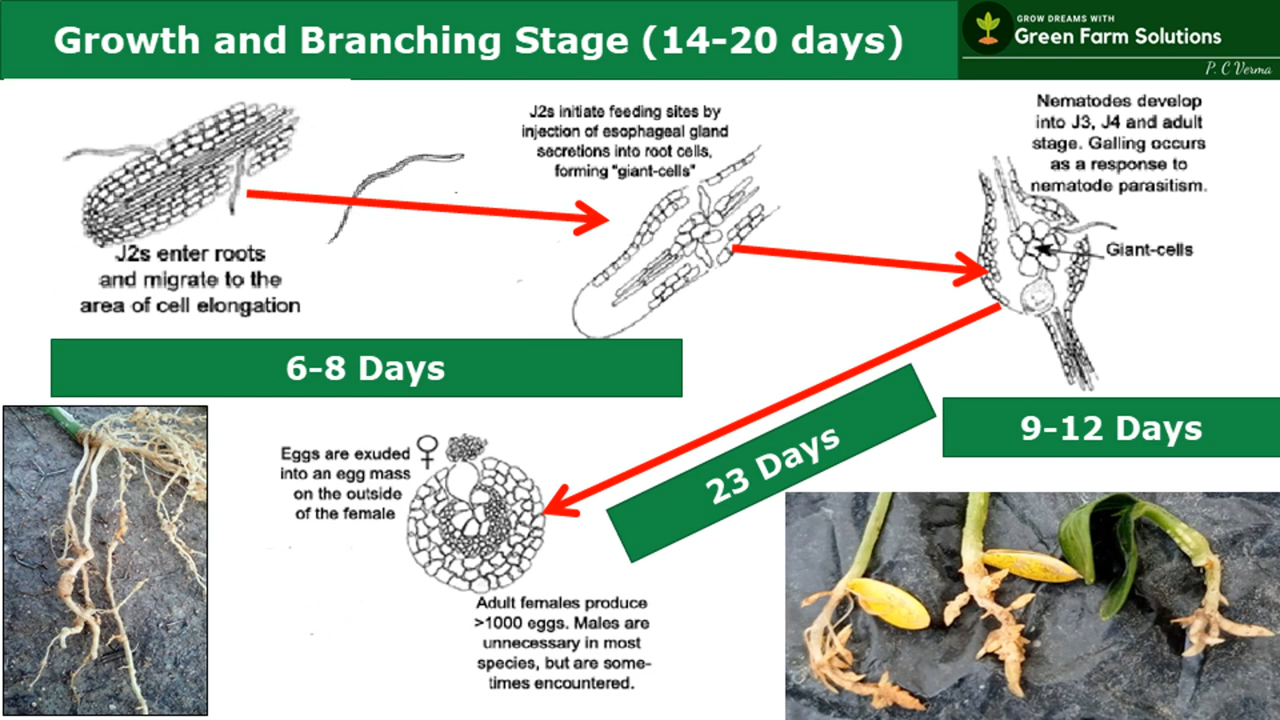 Growth and Branching Stage (14-20 days)
GROW DREAMS WITH
Green Farm Solutions
P. C Verma
J2s enter roots
and migrate to the
area of cell elongation
J2s initiate feeding sites by
injection of esophageal gland
secretions into root cells,
forming "giant-cells"
Nematodes develop
into J3, J4 and adult
stage. Galling occurs
as a response to
nematode parasitism.
Giant-cells
6-8 Days
9-12 Days
23 Days
Eggs are exuded
into an egg mass
on the outside
of the female
♀
Adult females produce
>1000 eggs. Males are
unnecessary in most
species, but are some-
times encountered.